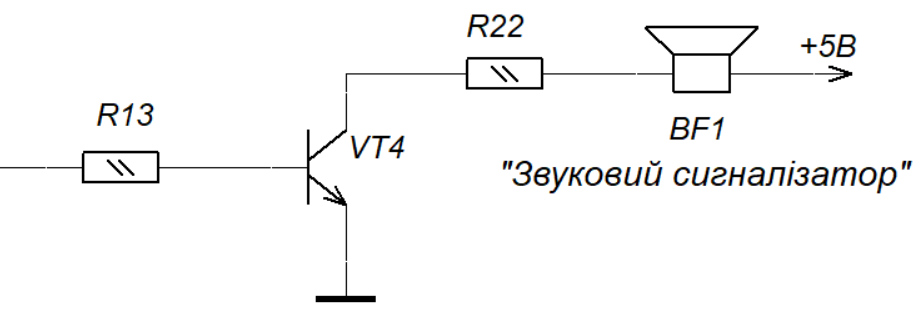 R22
+5В
R13
VT4
BF1
"Звуковий сигналізатор"